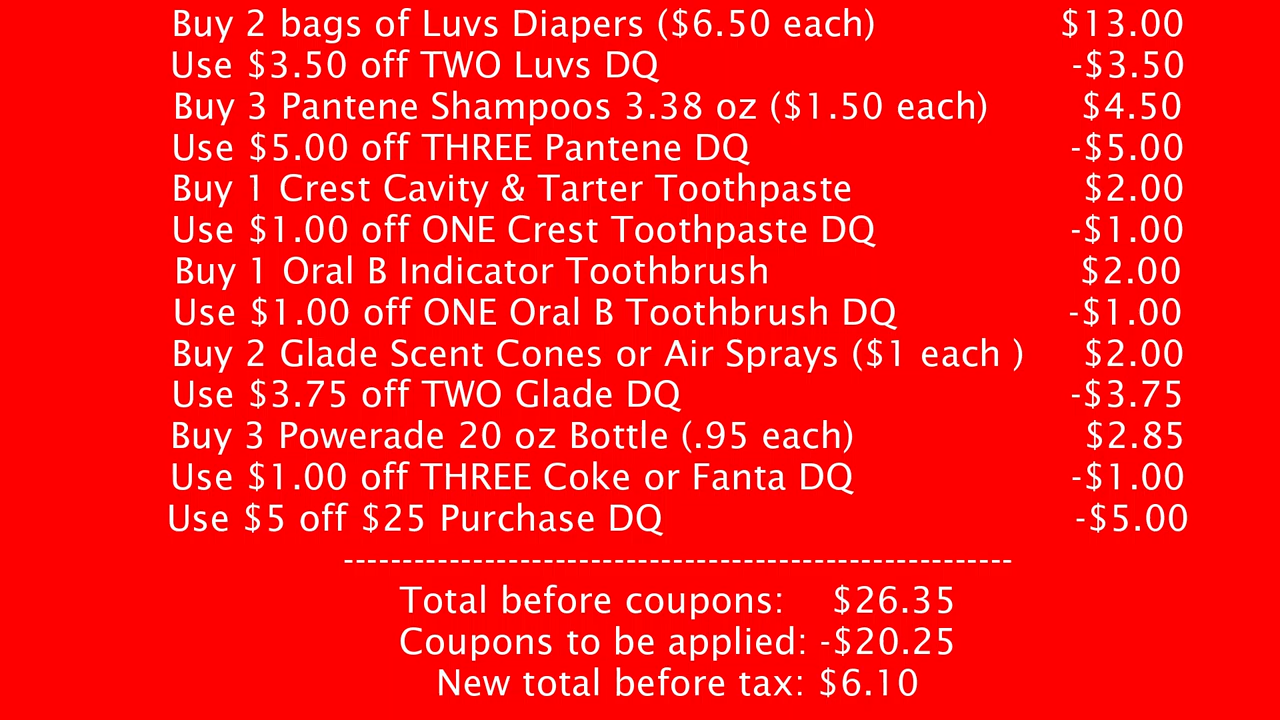 Buy 2 bags of Luvs Diapers ($6.50 each) $13.00
Use $3.50 off TWO Luvs DQ -$3.50
Buy 3 Pantene Shampoos 3.38 oz ($1.50 each) $4.50
Use $5.00 off THREE Pantene DQ -$5.00
Buy 1 Crest Cavity & Tarter Toothpaste $2.00
Use $1.00 off ONE Crest Toothpaste DQ -$1.00
Buy 1 Oral B Indicator Toothbrush $2.00
Use $1.00 off ONE Oral B Toothbrush DQ -$1.00
Buy 2 Glade Scent Cones or Air Sprays ($1 each ) $2.00
Use $3.75 off TWO Glade DQ -$3.75
Buy 3 Powerade 20 oz Bottle (.95 each) $2.85
Use $1.00 off THREE Coke or Fanta DQ -$1.00
Use $5 off $25 Purchase DQ -$5.00
--------------------------------------------------------
Total before coupons: $26.35
Coupons to be applied: -$20.25
New total before tax: $6.10